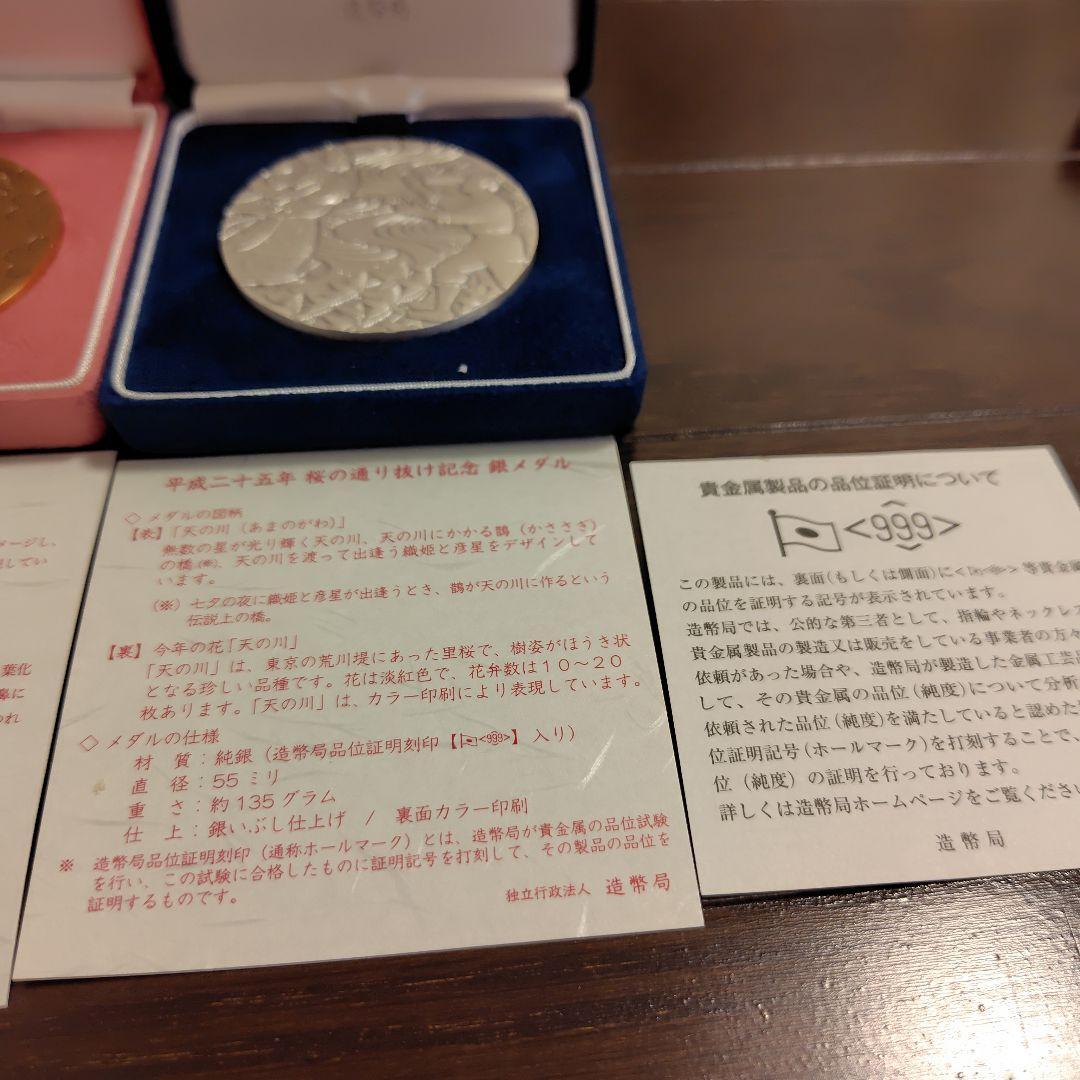 平成二十五年 桜の通り抜け記念 銀メダル
◇ メダルの図柄
【表】「天の川(あまのがわ)」
無数の星が光り輝く天の川、天の川にかかる鵲(かささぎ)
の橋(※)、天の川を渡って出逢う織姫と彦星をデザインして
います。
(※) 七夕の夜に織姫と彦星が出逢うとき、鵲が天の川に作るという
伝説上の橋。
【裏】 今年の花「天の川」
「天の川」は、東京の荒川堤にあった里桜で、樹姿がほうき状
となる珍しい品種です。花は淡紅色で、花弁数は10~20
枚あります。「天の川」は、カラー印刷により表現しています。
◇ メダルの仕様
材 質:純銀(造幣局品位証明刻印【<999>】入り)
直 径:55ミリ
重 さ:約135グラム
仕 上:銀いぶし仕上げ / 裏面カラー印刷
※ 造幣局品位証明刻印(通称ホールマーク)とは、造幣局が貴金属の品位試験
を行い、この試験に合格したものに証明記号を打刻して、その製品の品位を
証明するものです。
独立行政法人 造幣局
貴金属製品の品位証明について
<999>
この製品には、裏面(もしくは側面)に 等貴金属
の品位を証明する記号が表示されています。
造幣局では、公的な第三者として、指輪やネックレス
貴金属製品の製造又は販売をしている事業者の方々
依頼があった場合や、造幣局が製造した金属工芸品
して、その貴金属の品位(純度)について分析
依頼された品位(純度)を満たしていると認めた
位証明記号(ホールマーク)を打刻することで、
位(純度)の証明を行っております。
詳しくは造幣局ホームページをご覧くださ
造幣局